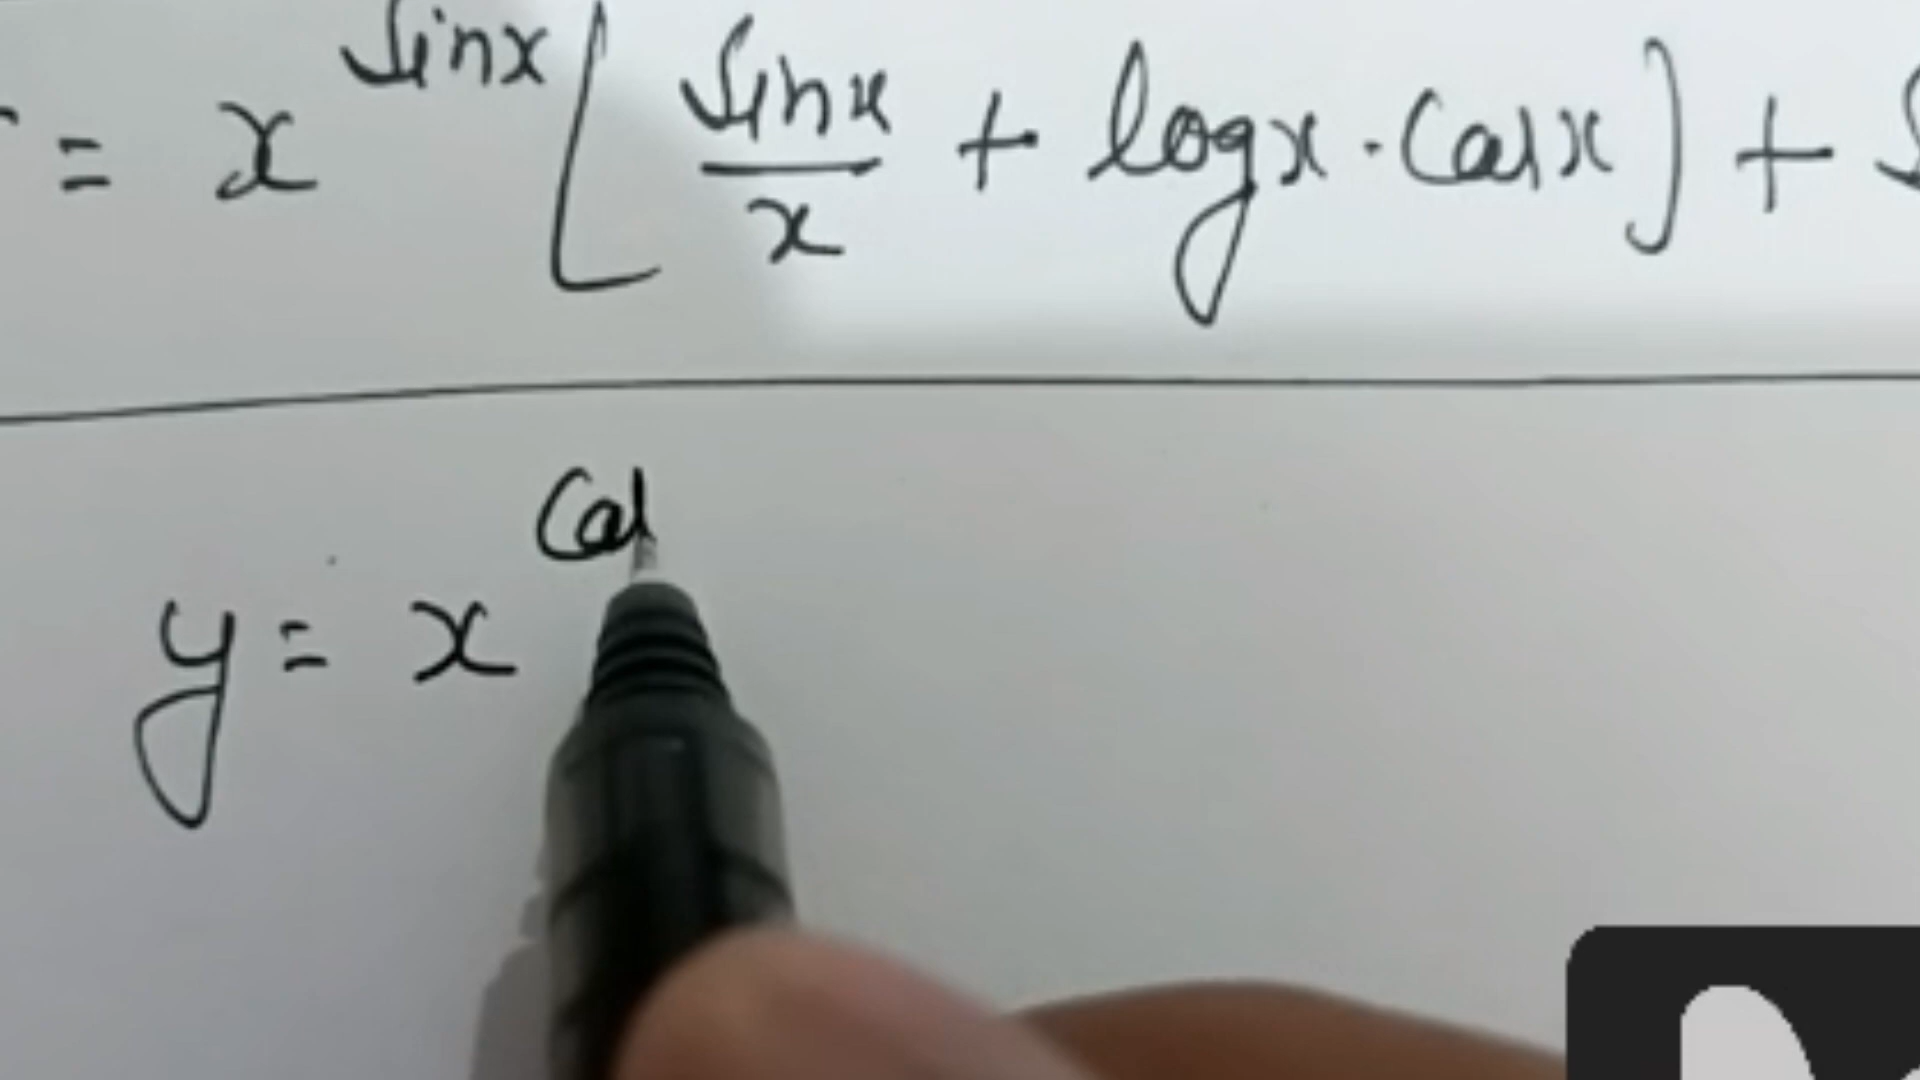 = x^sinx [ sinx/x + logx · Cosx ] +
y = x^Cos